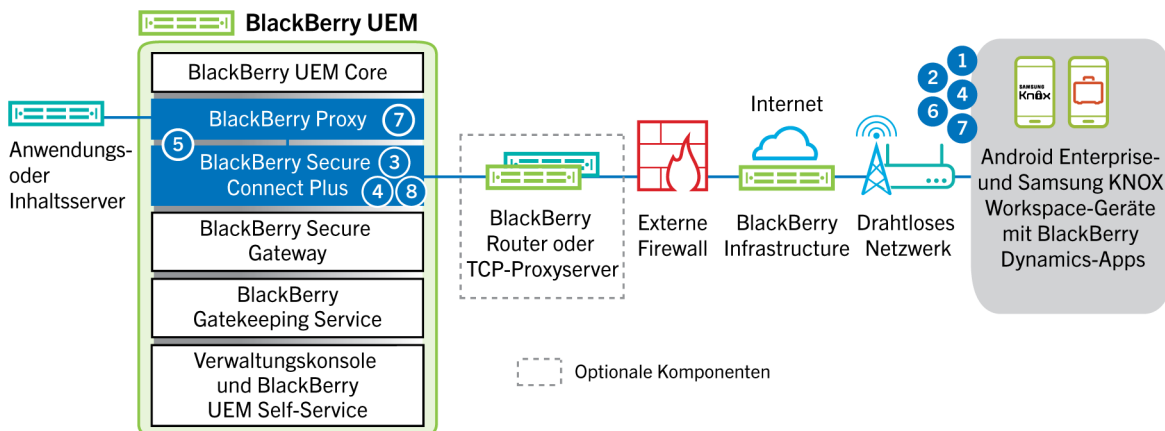 BlackBerry UEM
BlackBerry UEM Core
BlackBerry Proxy 7
5
BlackBerry Secure 3
Connect Plus 4 8
BlackBerry Secure
Gateway
BlackBerry
Gatekeeping Service
Verwaltungskonsole
und BlackBerry
UEM Self-Service
Anwendungs-
oder
Inhaltsserver
BlackBerry
Router oder
TCP-Proxyserver
Externe
Firewall
Internet
BlackBerry
Infrastructure
Drahtloses
Netzwerk
1
2
4
6
7
SAMSUNG
Knox
Android Enterprise-
und Samsung KNOX
Workspace-Geräte
mit BlackBerry
Dynamics-Apps
Optionale Komponenten